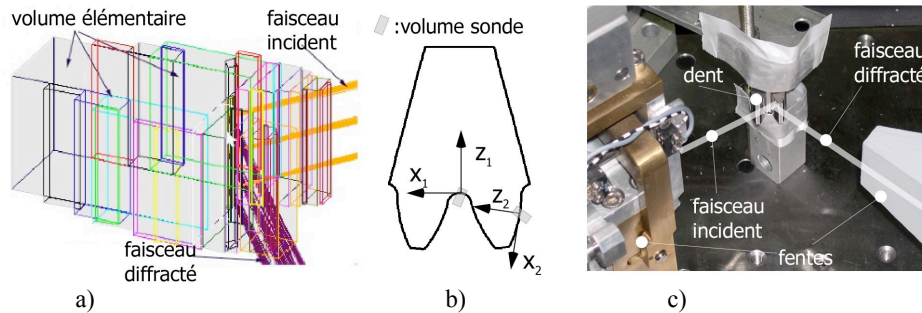 volume élémentaire
faisceau
incident
faisceau
diffracté
a)
:volume sonde
z1
x1
z2
x2
b)
faisceau
diffracté
dent
faisceau
incident
fentes
c)